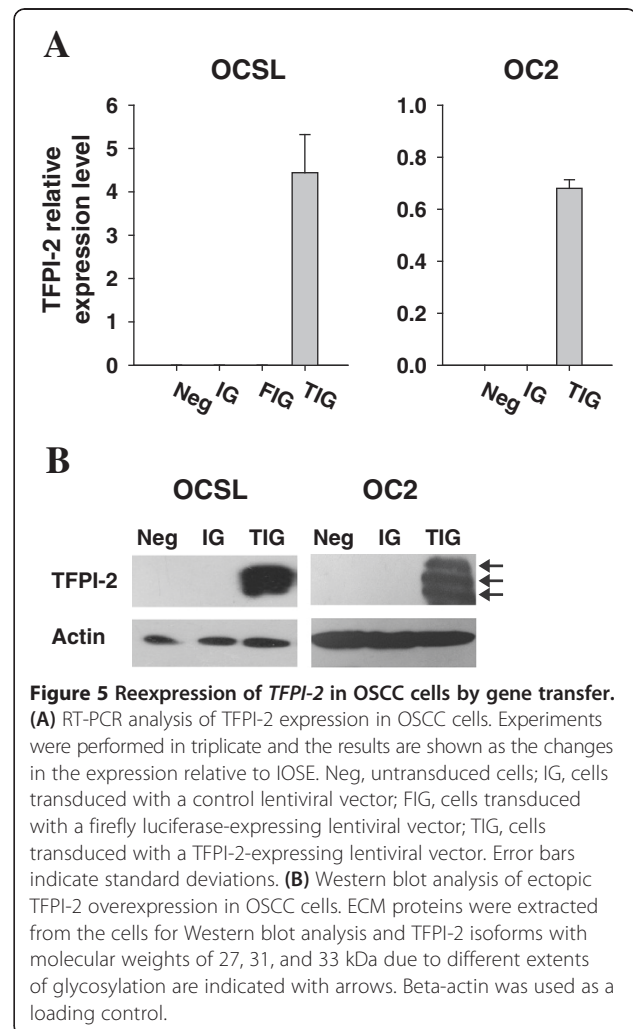 A
OCSL
OC2
TFPI-2 relative
expression level
6
5
4
3
2
1
0
Neg
IG
FIG
TIG
1.0
0.8
0.6
0.4
0.2
0.0
Neg
IG
TIG
B
OCSL
OC2
Neg IG TIG
Neg IG TIG
TFPI-2
Actin
Figure 5 Reexpression of TFPI-2 in OSCC cells by gene transfer.
(A) RT-PCR analysis of TFPI-2 expression in OSCC cells. Experiments
were performed in triplicate and the results are shown as the changes
in the expression relative to IOSE. Neg, untransduced cells; IG, cells
transduced with a control lentiviral vector; FIG, cells transduced
with a firefly luciferase-expressing lentiviral vector; TIG, cells
transduced with a TFPI-2-expressing lentiviral vector. Error bars
indicate standard deviations. (B) Western blot analysis of ectopic
TFPI-2 overexpression in OSCC cells. ECM proteins were extracted
from the cells for Western blot analysis and TFPI-2 isoforms with
molecular weights of 27, 31, and 33 kDa due to different extents
of glycosylation are indicated with arrows. Beta-actin was used as a
loading control.